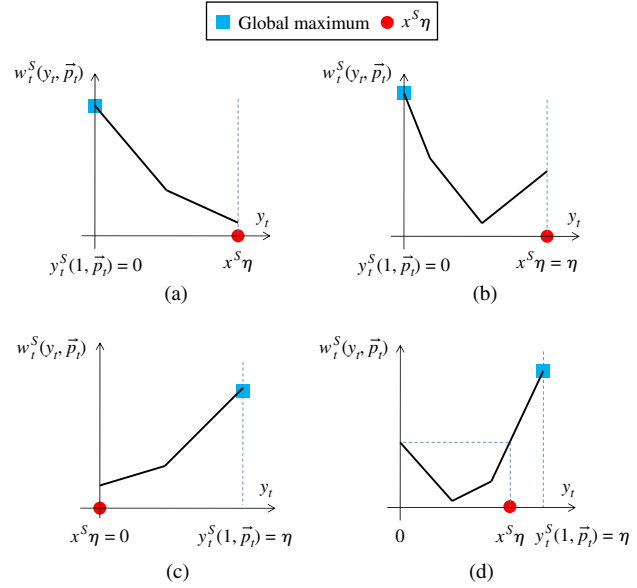 Global maximum x^S η
w_t^S(y_t, p⃗_t)
y_t
y_t^S(1, p⃗_t) = 0
x^S η
(a)
w_t^S(y_t, p⃗_t)
y_t
y_t^S(1, p⃗_t) = 0
x^S η = η
(b)
w_t^S(y_t, p⃗_t)
y_t
x^S η = 0
y_t^S(1, p⃗_t) = η
(c)
w_t^S(y_t, p⃗_t)
y_t
0
x^S η
y_t^S(1, p⃗_t) = η
(d)